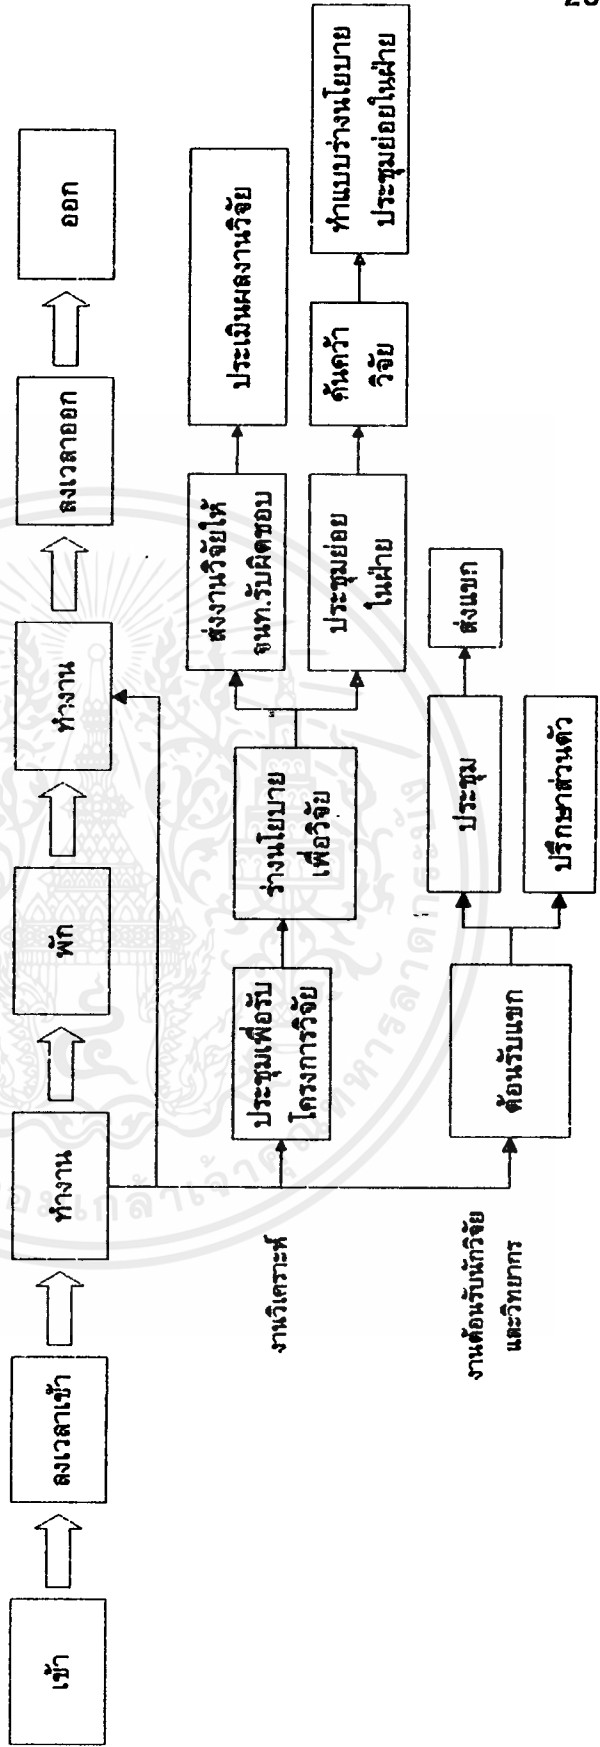 เข้า
ลงเวลาเข้า
ทำงาน
พัก
ทำงาน
ลงเวลาออก
ออก
งานวิเคราะห์
ประชุมเพื่อรับ
โครงการวิจัย
ร่างนโยบาย
เพื่อวิจัย
ส่งงานวิจัยให้
จนท.รับผิดชอบ
ประเมินผลงานวิจัย
ประชุมย่อย
ในฝ่าย
ค้นคว้า
วิจัย
ทำแบบร่างนโยบาย
ประชุมย่อยในฝ่าย
งานต้อนรับนักวิจัย
และวิทยากร
ต้อนรับแขก
ประชุม
ส่งแขก
ปรึกษาส่วนตัว